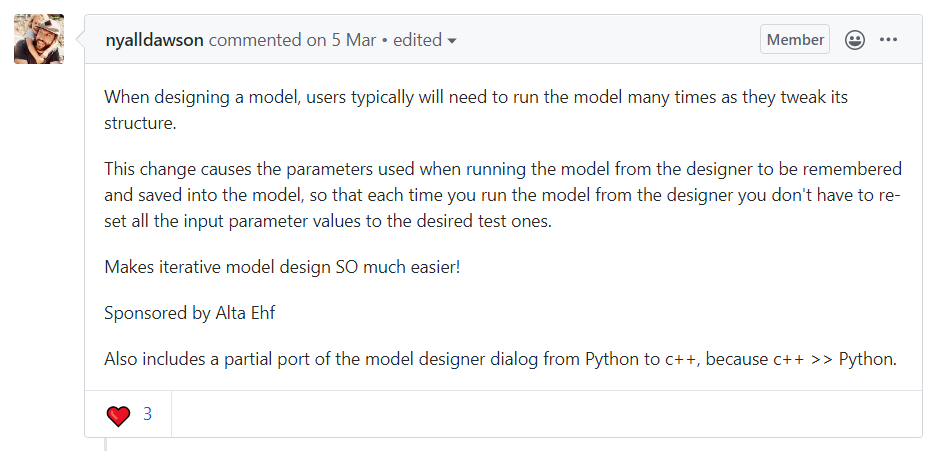 nyalldawson commented on 5 Mar • edited
Member
When designing a model, users typically will need to run the model many times as they tweak its
structure.
This change causes the parameters used when running the model from the designer to be remembered
and saved into the model, so that each time you run the model from the designer you don't have to re-
set all the input parameter values to the desired test ones.
Makes iterative model design SO much easier!
Sponsored by Alta Ehf
Also includes a partial port of the model designer dialog from Python to c++, because c++ >> Python.
3